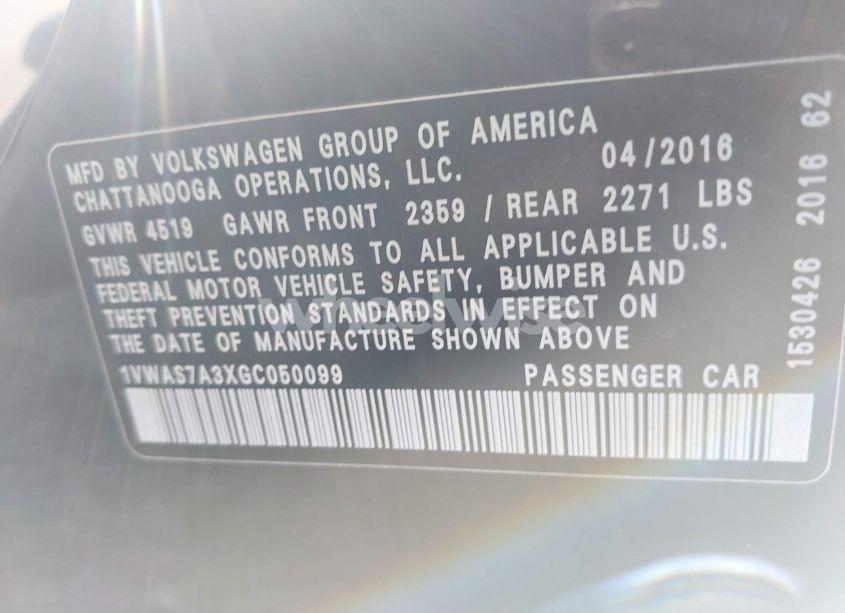 MFD BY VOLKSWAGEN GROUP OF AMERICA
CHATTANOOGA OPERATIONS, LLC. 04/2016
GVWR 4519 GAWR FRONT 2359 / REAR 2271 LBS
THIS VEHICLE CONFORMS TO ALL APPLICABLE U.S.
FEDERAL MOTOR VEHICLE SAFETY, BUMPER AND
THEFT PREVENTION STANDARDS IN EFFECT ON
THE DATE OF MANUFACTURE SHOWN ABOVE
1VWAS7A3XGC050099 PASSENGER CAR
1530426 2016 62
wheelwise